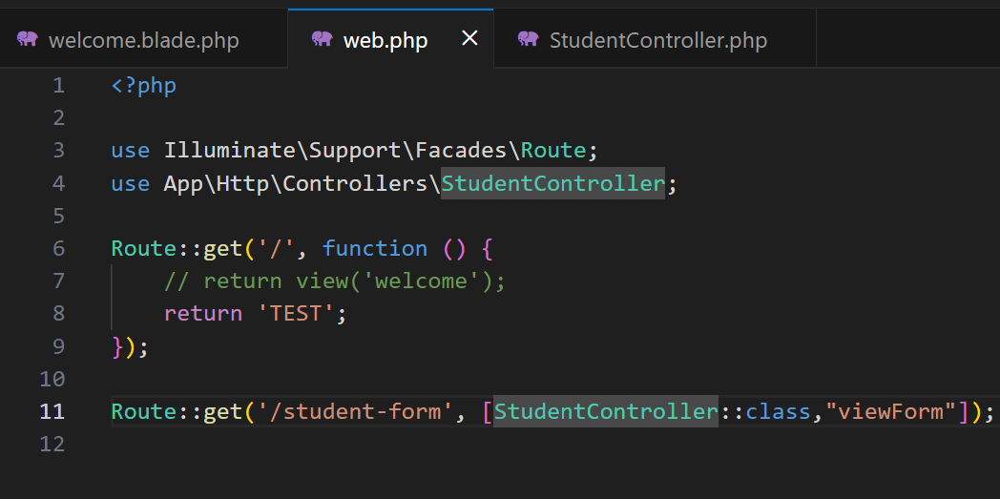 welcome.blade.php web.php × StudentController.php
1 <?php
2
3 use Illuminate\Support\Facades\Route;
4 use App\Http\Controllers\StudentController;
5
6 Route::get('/', function () {
7     // return view('welcome');
8     return 'TEST';
9 });
10
11 Route::get('/student-form', [StudentController::class,"viewForm"]);
12